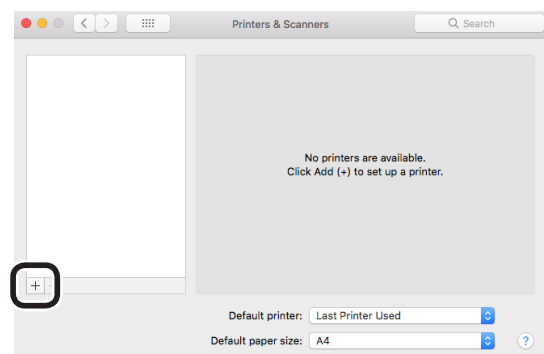 Printers & Scanners
Search
No printers are available.
Click Add (+) to set up a printer.
+ -
Default printer: Last Printer Used
Default paper size: A4
?